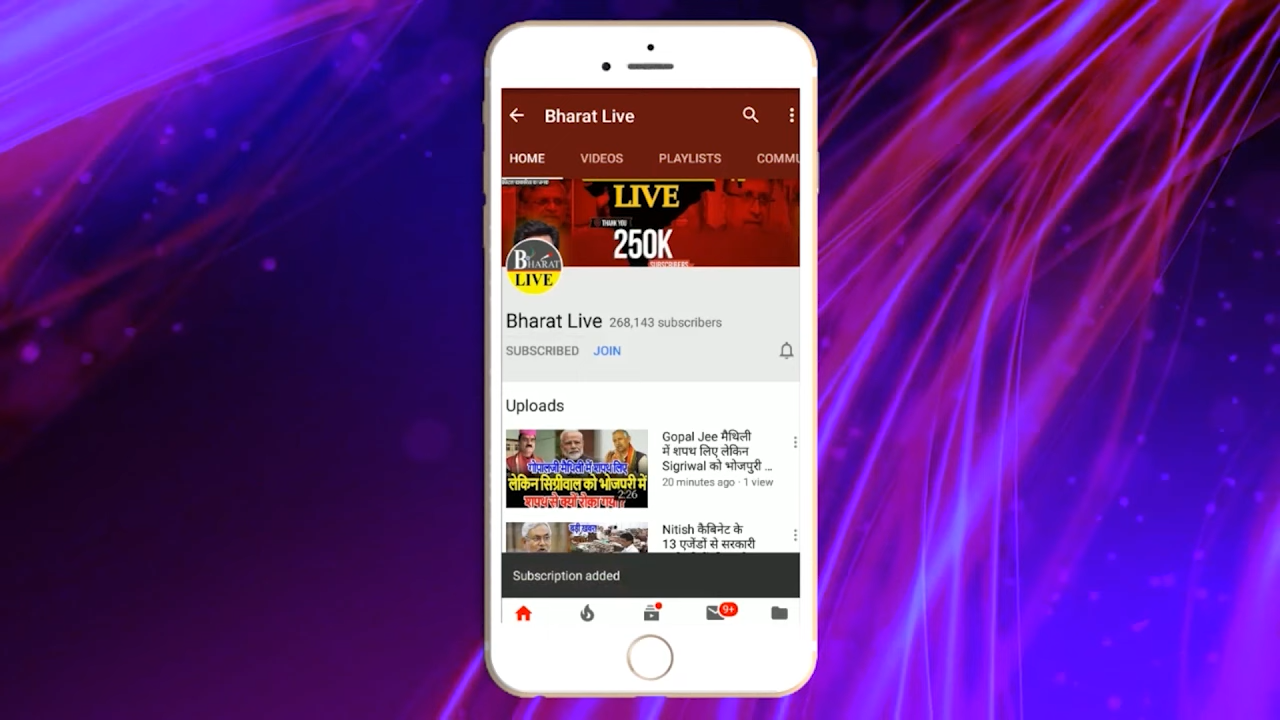 Bharat Live
HOME VIDEOS PLAYLISTS COMMU
LIVE
THANK YOU
250K
SUBSCRIBERS
BHARAT
LIVE
Bharat Live 268,143 subscribers
SUBSCRIBED JOIN
Uploads
गोपालजी मैथिली में शपथ लिए
लेकिन सिग्रीवाल को भोजपुरी में
शपथ से क्यों रोका गया
2:26
Gopal Jee मैथिली
में शपथ लिए लेकिन
Sigriwal को भोजपुरी ...
20 minutes ago · 1 view
बड़ी खबर
Nitish कैबिनेट के
13 एजेंडों से सरकारी
Subscription added
9+